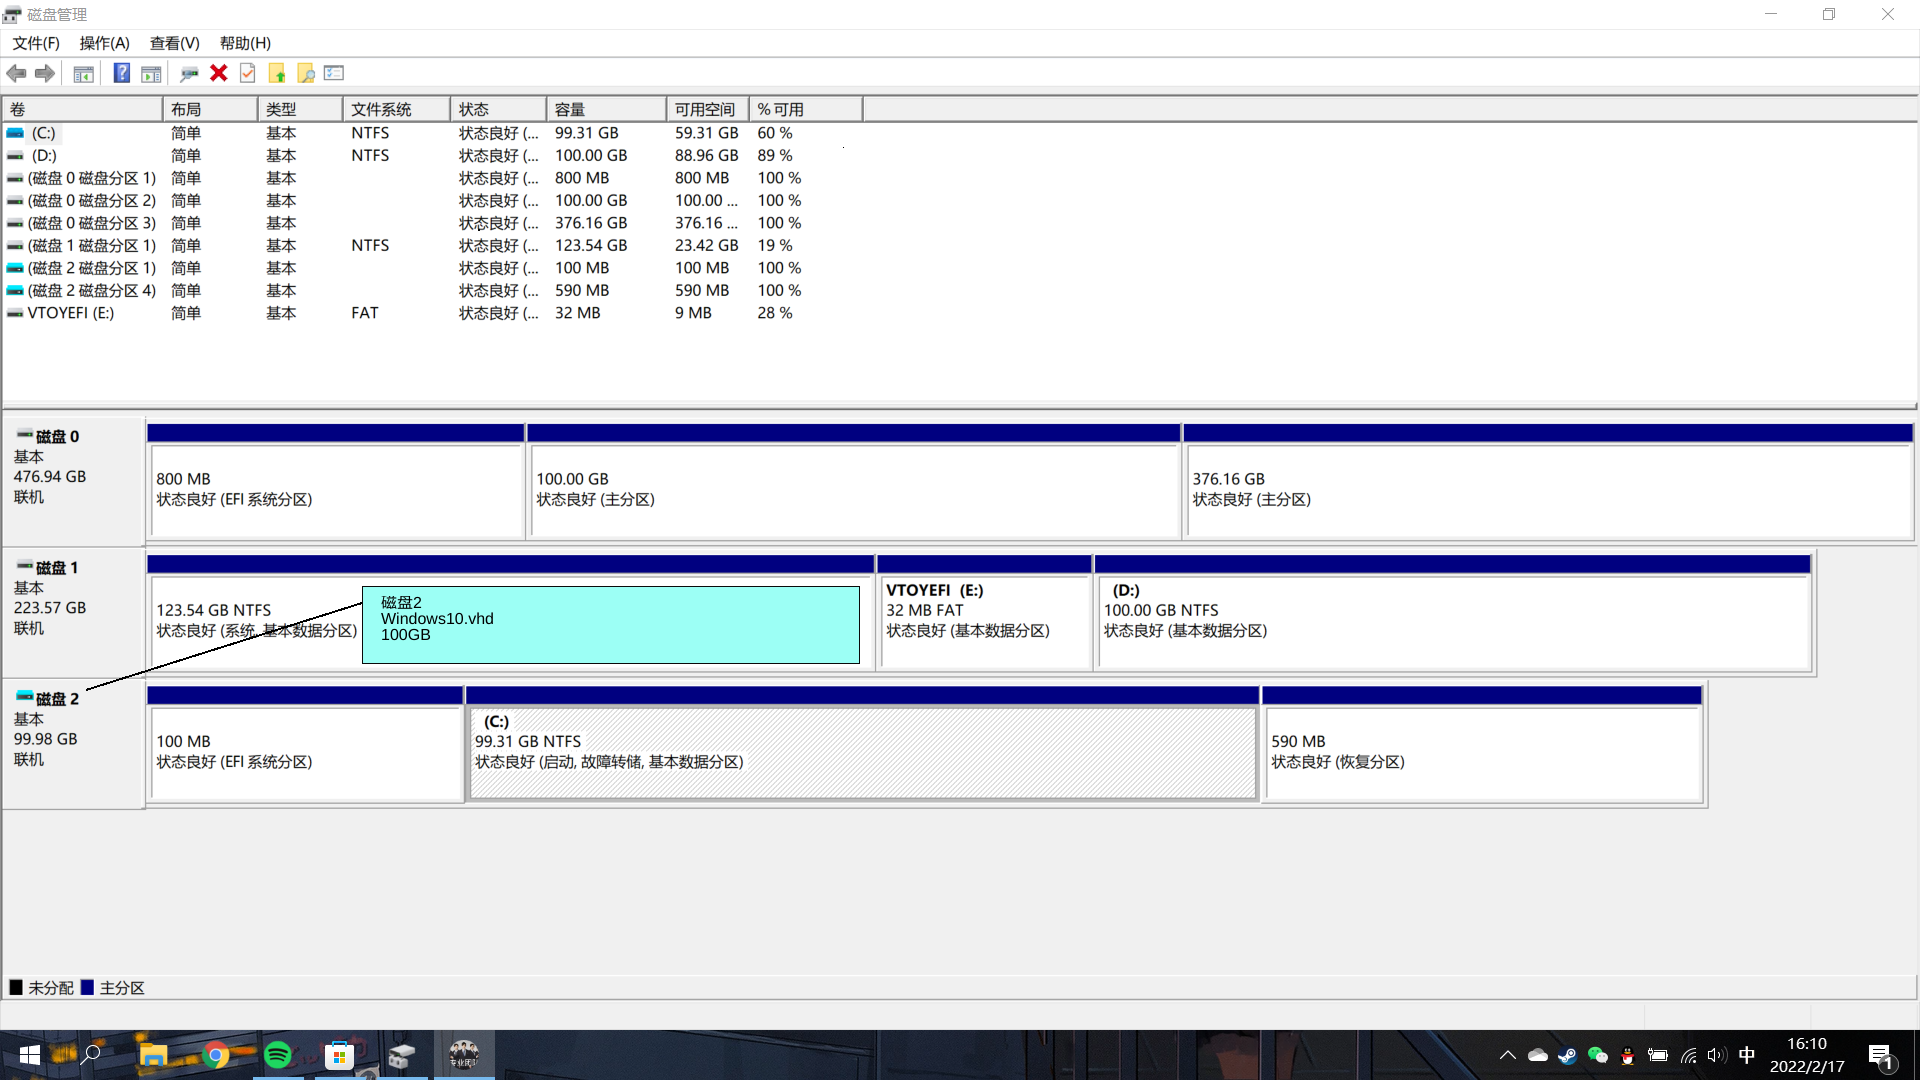 磁盘管理
文件(F) 操作(A) 查看(V) 帮助(H)
卷 布局 类型 文件系统 状态 容量 可用空间 % 可用
(C:) 简单 基本 NTFS 状态良好 (... 99.31 GB 59.31 GB 60 %
(D:) 简单 基本 NTFS 状态良好 (... 100.00 GB 88.96 GB 89 %
(磁盘 0 磁盘分区 1) 简单 基本 状态良好 (... 800 MB 800 MB 100 %
(磁盘 0 磁盘分区 2) 简单 基本 状态良好 (... 100.00 GB 100.00 ... 100 %
(磁盘 0 磁盘分区 3) 简单 基本 状态良好 (... 376.16 GB 376.16 ... 100 %
(磁盘 1 磁盘分区 1) 简单 基本 NTFS 状态良好 (... 123.54 GB 23.42 GB 19 %
(磁盘 2 磁盘分区 1) 简单 基本 状态良好 (... 100 MB 100 MB 100 %
(磁盘 2 磁盘分区 4) 简单 基本 状态良好 (... 590 MB 590 MB 100 %
VTOYEFI (E:) 简单 基本 FAT 状态良好 (... 32 MB 9 MB 28 %
磁盘 0
基本
476.94 GB
联机
800 MB
状态良好 (EFI 系统分区)
100.00 GB
状态良好 (主分区)
376.16 GB
状态良好 (主分区)
磁盘 1
基本
223.57 GB
联机
123.54 GB NTFS
状态良好 (系统, 基本数据分区)
磁盘2
Windows10.vhd
100GB
VTOYEFI (E:)
32 MB FAT
状态良好 (基本数据分区)
(D:)
100.00 GB NTFS
状态良好 (基本数据分区)
磁盘 2
基本
99.98 GB
联机
100 MB
状态良好 (EFI 系统分区)
(C:)
99.31 GB NTFS
状态良好 (启动, 故障转储, 基本数据分区)
590 MB
状态良好 (恢复分区)
未分配 主分区
专业团队
中
16:10
2022/2/17
1